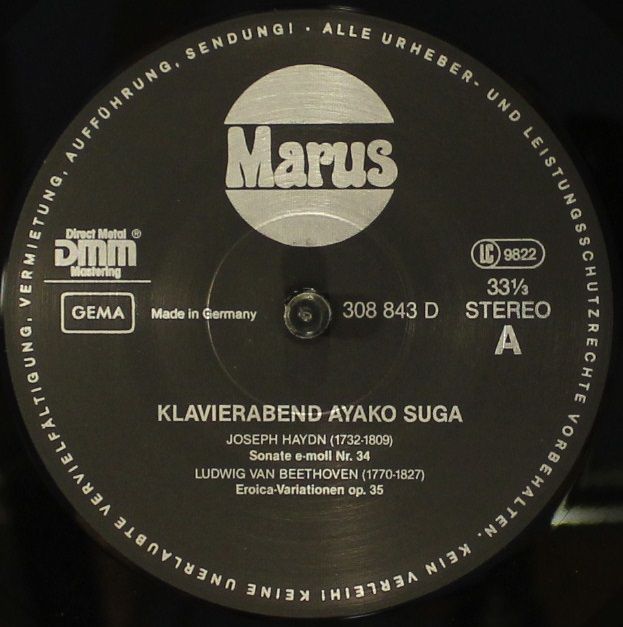 ALLE URHEBER- UND LEISTUNGSSCHUTZRECHTE VORBEHALTEN. KEIN VERLEIH! KEINE UNERLAUBTE VERVIELFÄLTIGUNG, VERMIETUNG, AUFFÜHRUNG, SENDUNG! ·
Marus
Direct Metal ®
DMM
Mastering
GEMA
Made in Germany
308 843 D
LC 9822
33⅓
STEREO
A
KLAVIERABEND AYAKO SUGA
JOSEPH HAYDN (1732-1809)
Sonate e-moll Nr. 34
LUDWIG VAN BEETHOVEN (1770-1827)
Eroica-Variationen op. 35